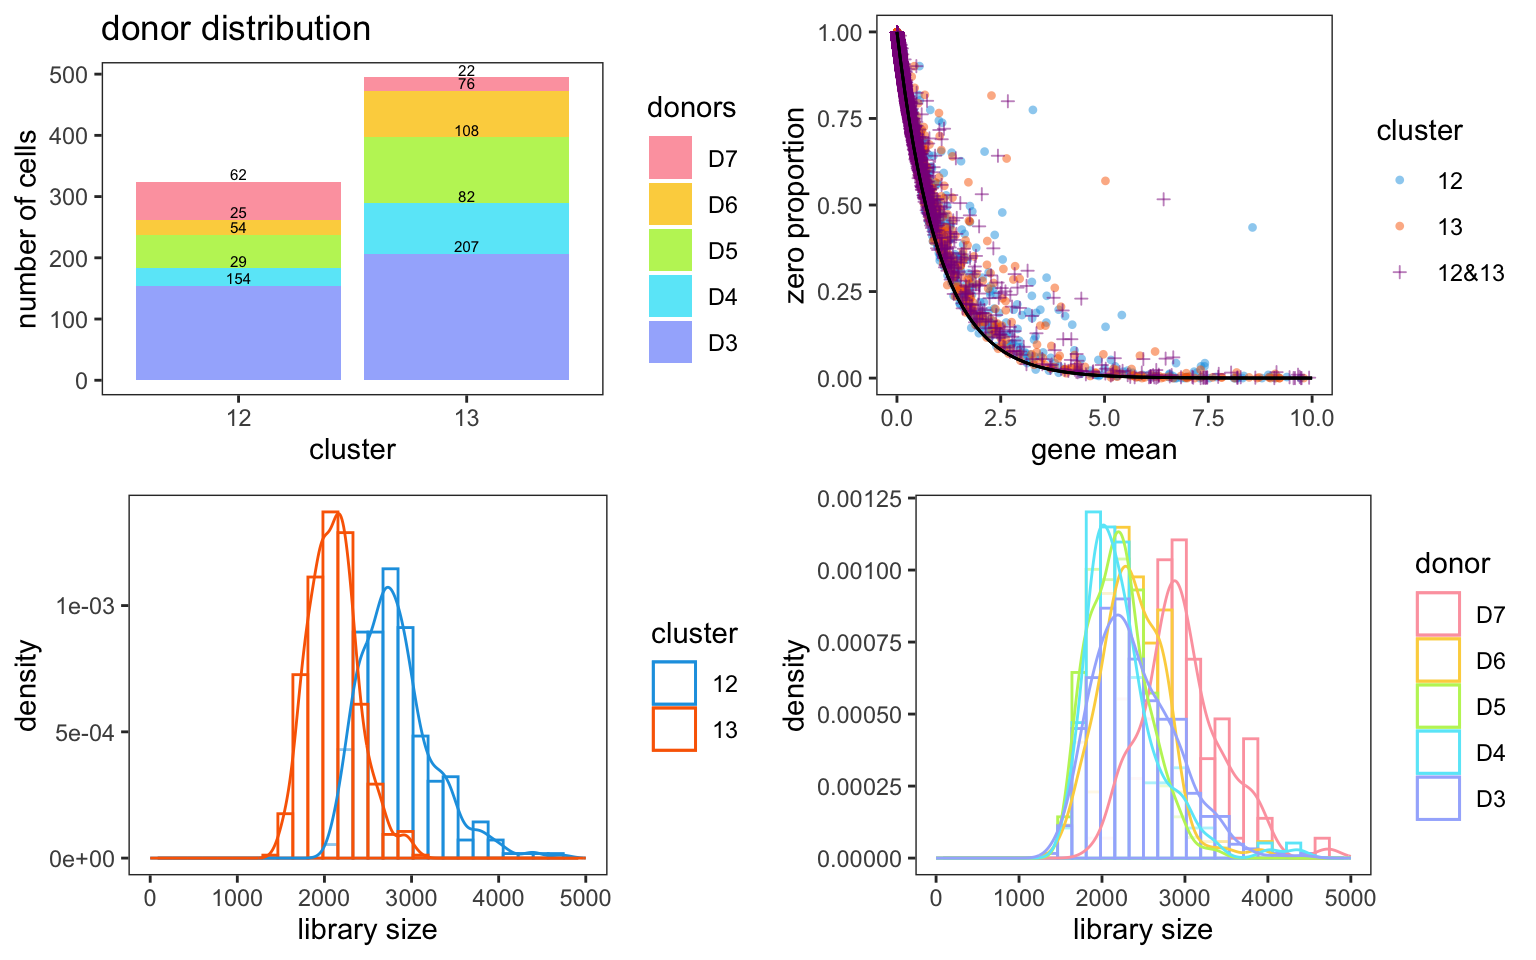 donor distribution
number of cells
500
400
300
200
100
0
62
25
54
29
154
22
76
108
82
207
12
13
cluster
donors
D7
D6
D5
D4
D3
zero proportion
1.00
0.75
0.50
0.25
0.00
0.0
2.5
5.0
7.5
10.0
gene mean
cluster
12
13
12&13
density
1e-03
5e-04
0e+00
0
1000
2000
3000
4000
5000
library size
cluster
12
13
density
0.00125
0.00100
0.00075
0.00050
0.00025
0.00000
0
1000
2000
3000
4000
5000
library size
donor
D7
D6
D5
D4
D3